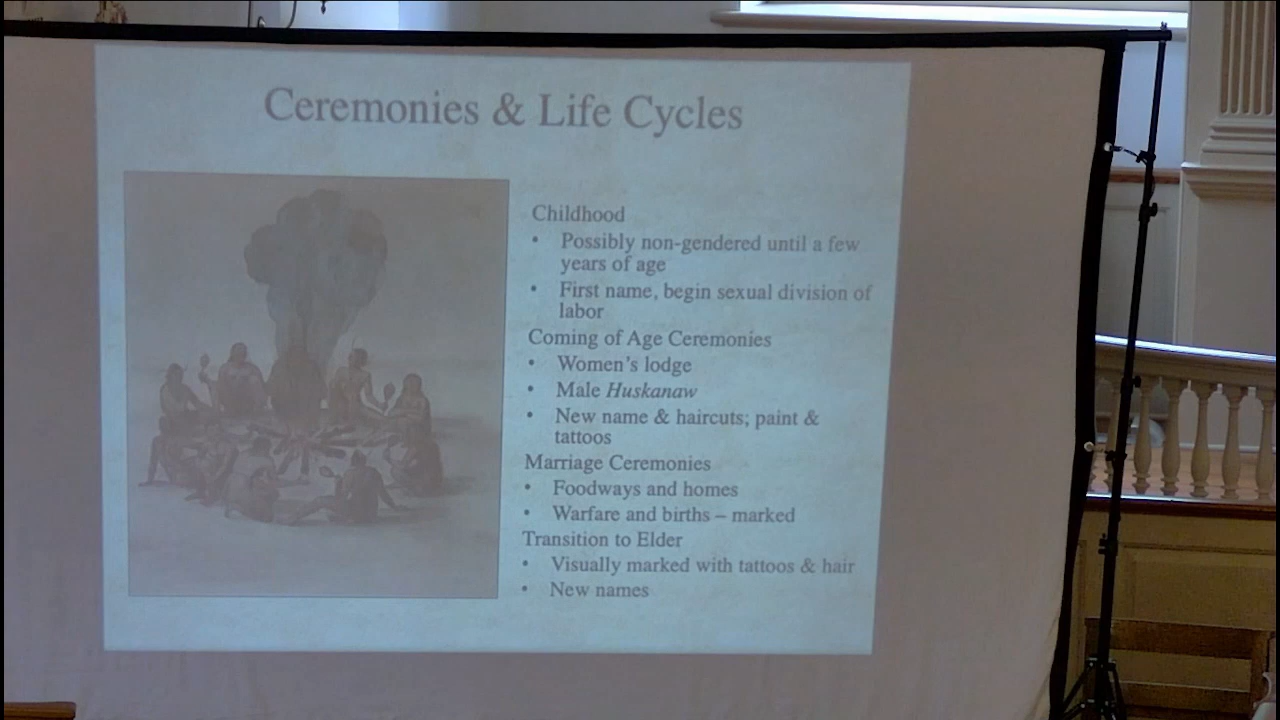 Ceremonies & Life Cycles
Childhood
• Possibly non-gendered until a few
years of age
• First name, begin sexual division of
labor
Coming of Age Ceremonies
• Women's lodge
• Male Huskanaw
• New name & haircuts; paint &
tattoos
Marriage Ceremonies
• Foodways and homes
• Warfare and births – marked
Transition to Elder
• Visually marked with tattoos & hair
• New names